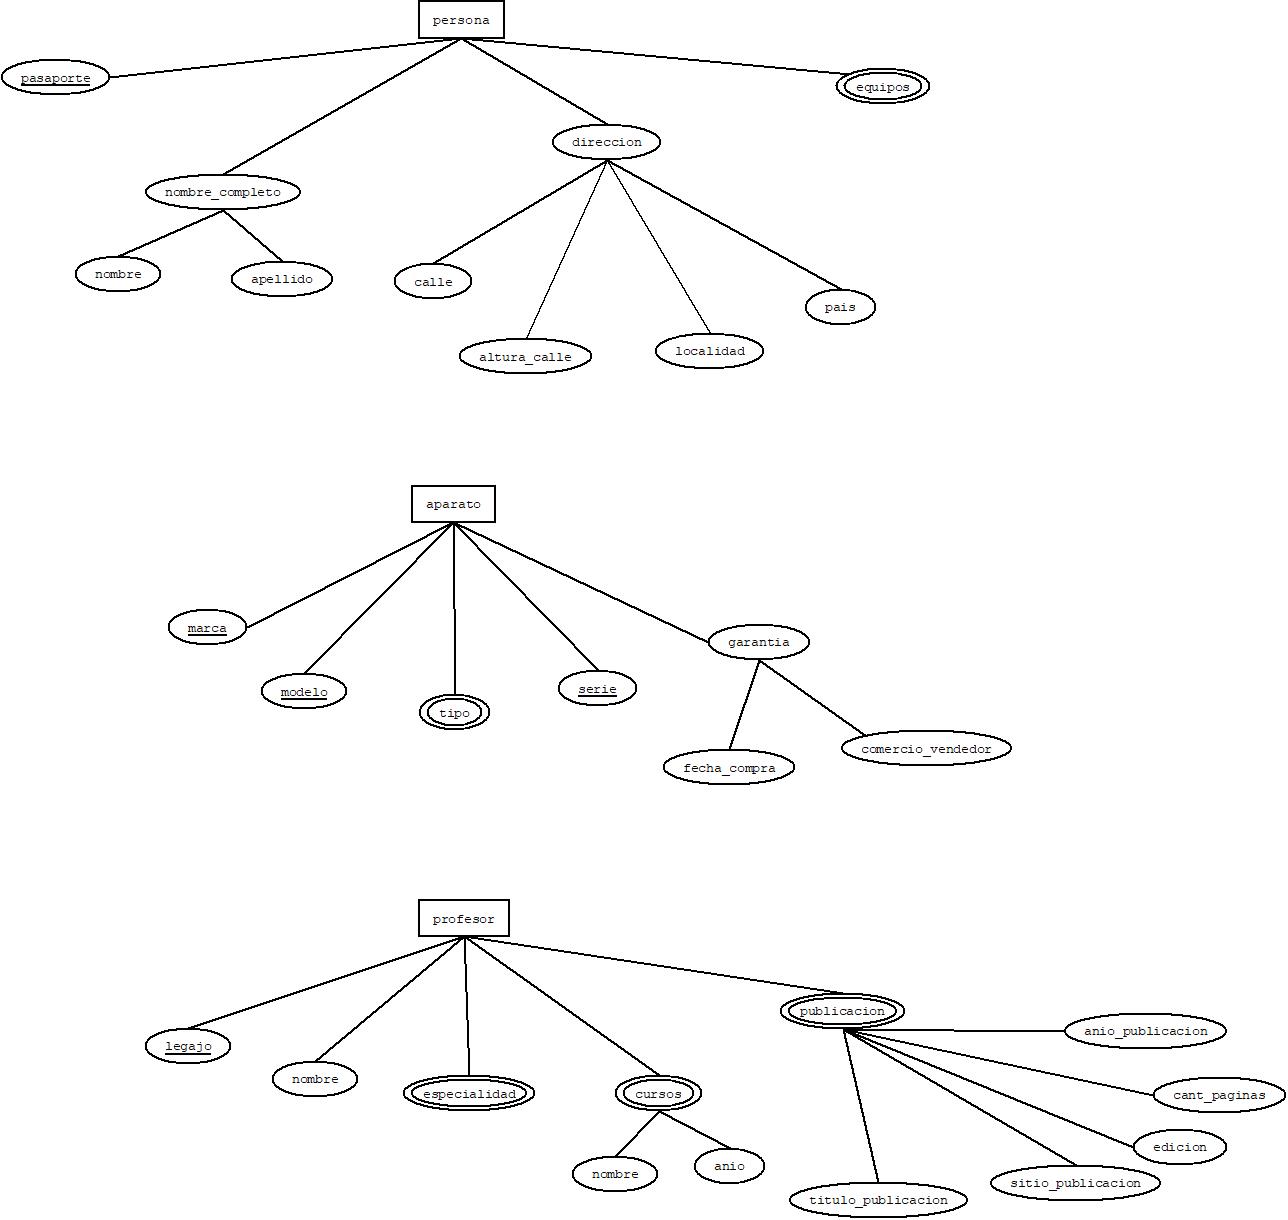 persona
pasaporte
equipos
direccion
nombre_completo
nombre
apellido
calle
pais
altura_calle
localidad
aparato
marca
modelo
tipo
serie
garantia
fecha_compra
comercio_vendedor
profesor
legajo
nombre
especialidad
cursos
publicacion
anio_publicacion
cant_paginas
edicion
nombre
anio
titulo_publicacion
sitio_publicacion